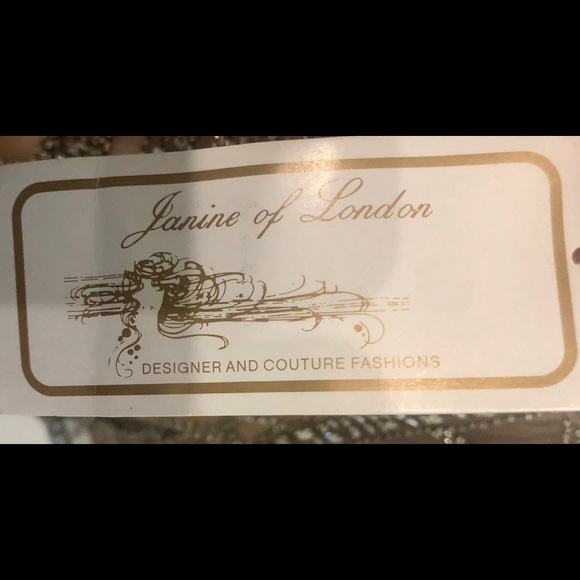 Janine of London
DESIGNER AND COUTURE FASHIONS